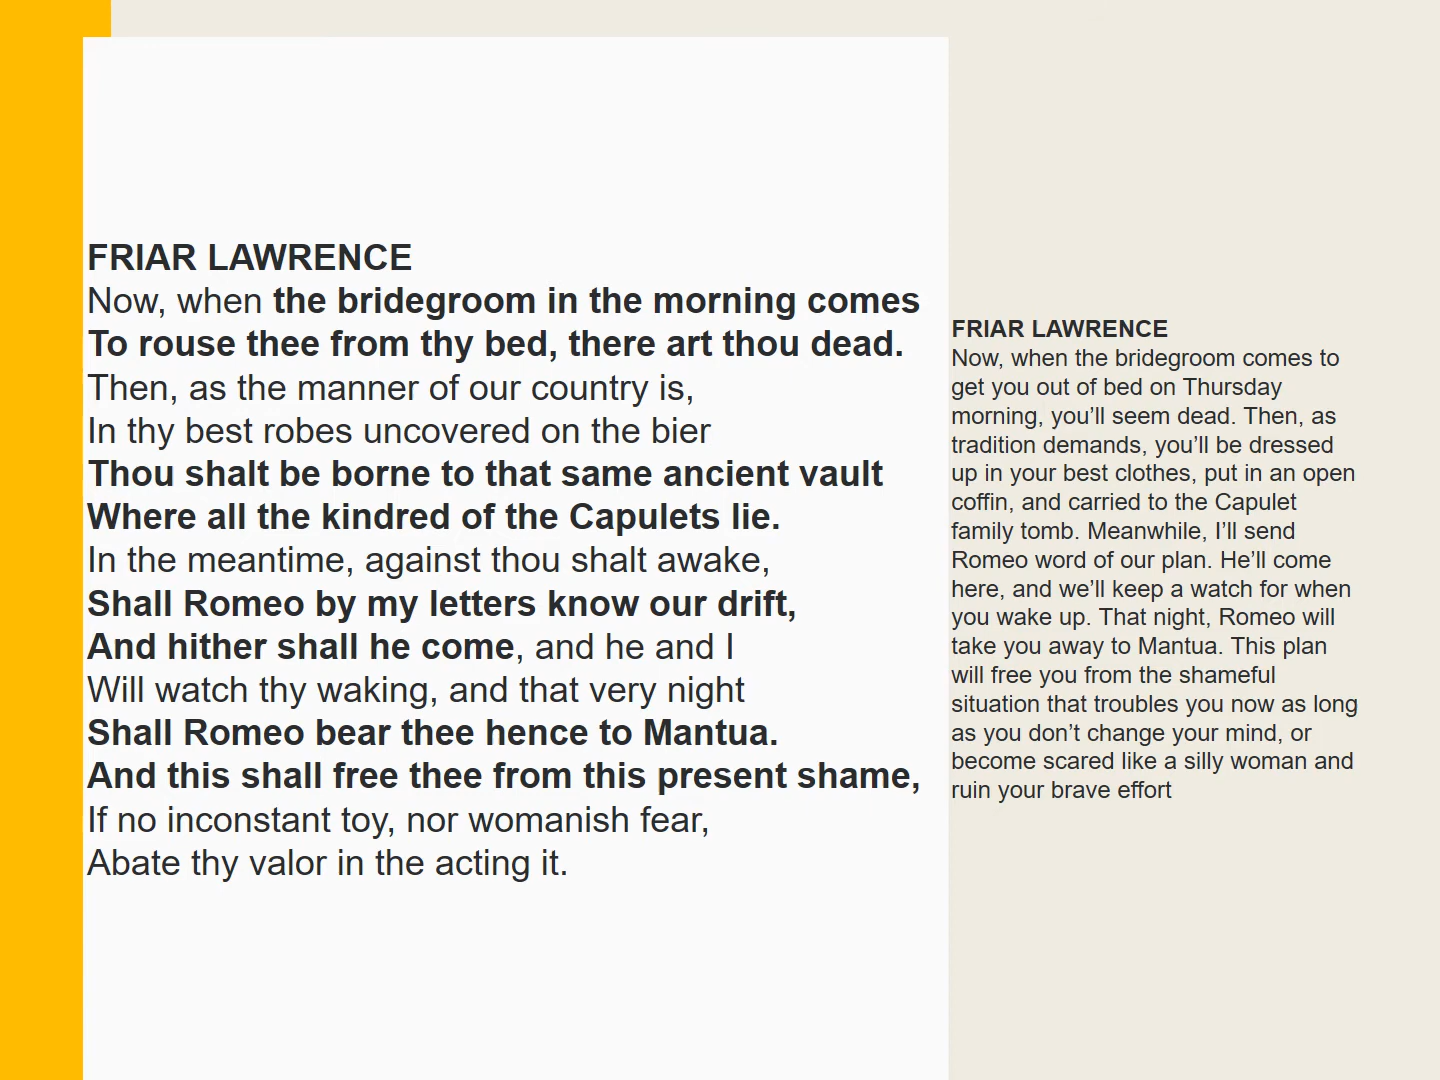 FRIAR LAWRENCE
Now, when the bridegroom in the morning comes
To rouse thee from thy bed, there art thou dead.
Then, as the manner of our country is,
In thy best robes uncovered on the bier
Thou shalt be borne to that same ancient vault
Where all the kindred of the Capulets lie.
In the meantime, against thou shalt awake,
Shall Romeo by my letters know our drift,
And hither shall he come, and he and I
Will watch thy waking, and that very night
Shall Romeo bear thee hence to Mantua.
And this shall free thee from this present shame,
If no inconstant toy, nor womanish fear,
Abate thy valor in the acting it.
FRIAR LAWRENCE
Now, when the bridegroom comes to
get you out of bed on Thursday
morning, you’ll seem dead. Then, as
tradition demands, you’ll be dressed
up in your best clothes, put in an open
coffin, and carried to the Capulet
family tomb. Meanwhile, I’ll send
Romeo word of our plan. He’ll come
here, and we’ll keep a watch for when
you wake up. That night, Romeo will
take you away to Mantua. This plan
will free you from the shameful
situation that troubles you now as long
as you don’t change your mind, or
become scared like a silly woman and
ruin your brave effort